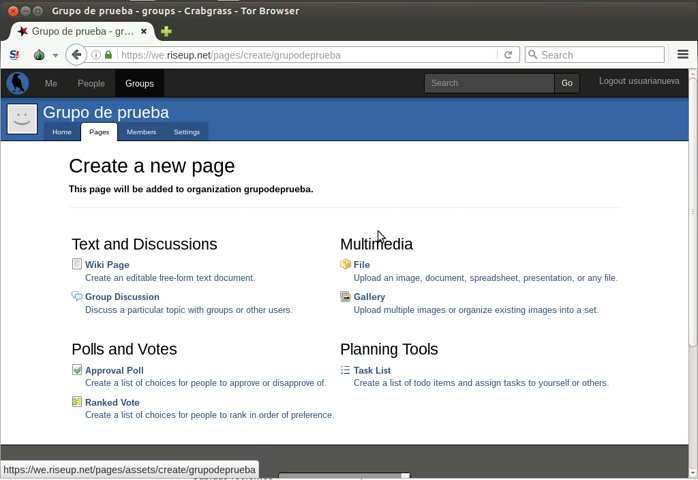 Grupo de prueba - groups - Crabgrass - Tor Browser
Grupo de prueba - gr...
https://we.riseup.net/pages/create/grupodeprueba
Search
Me People Groups
Search Go
Logout usuarianueva
Grupo de prueba
Home Pages Members Settings
Create a new page
This page will be added to organization grupodeprueba.
Text and Discussions
Wiki Page
Create an editable free-form text document.
Group Discussion
Discuss a particular topic with groups or other users.
Multimedia
File
Upload an image, document, spreadsheet, presentation, or any file.
Gallery
Upload multiple images or organize existing images into a set.
Polls and Votes
Approval Poll
Create a list of choices for people to approve or disapprove of.
Ranked Vote
Create a list of choices for people to rank in order of preference.
Planning Tools
Task List
Create a list of todo items and assign tasks to yourself or others.
https://we.riseup.net/pages/assets/create/grupodeprueba